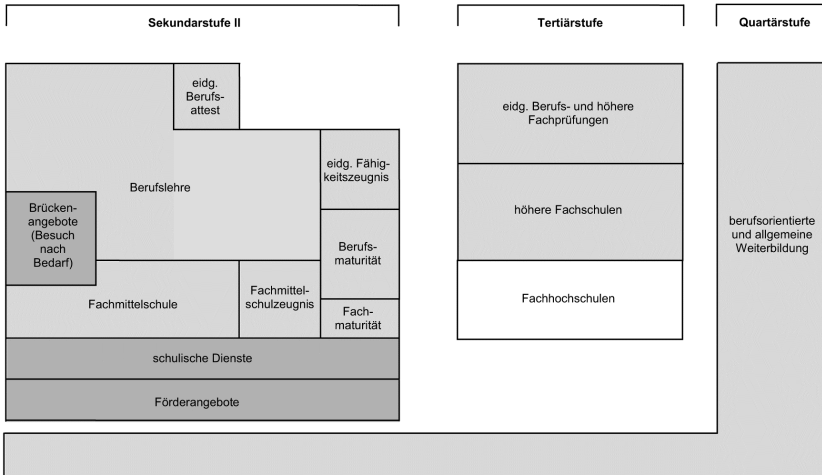 Sekundarstufe II
Tertiärstufe
Quartärstufe
eidg.
Berufs-
attest
Berufslehre
eidg. Fähig-
keitszeugnis
Brücken-
angebote
(Besuch
nach
Bedarf)
Berufs-
maturität
Fachmittelschule
Fachmittel-
schulzeugnis
Fach-
maturität
schulische Dienste
Förderangebote
eidg. Berufs- und höhere
Fachprüfungen
höhere Fachschulen
Fachhochschulen
berufsorientierte
und allgemeine
Weiterbildung